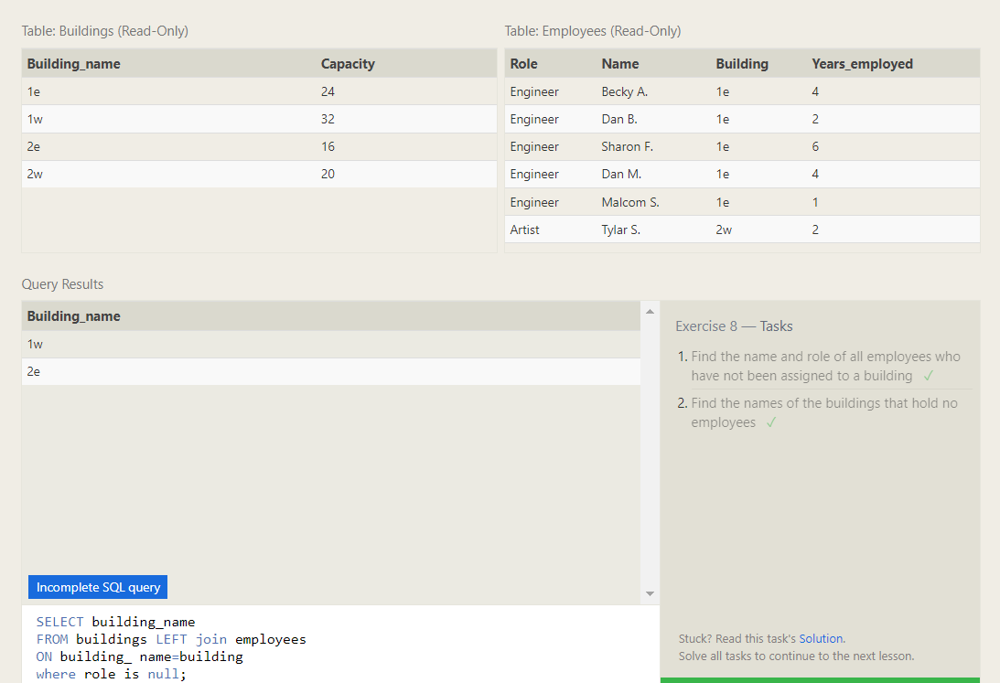 Table: Buildings (Read-Only)
Building_name Capacity
1e 24
1w 32
2e 16
2w 20
Table: Employees (Read-Only)
Role Name Building Years_employed
Engineer Becky A. 1e 4
Engineer Dan B. 1e 2
Engineer Sharon F. 1e 6
Engineer Dan M. 1e 4
Engineer Malcom S. 1e 1
Artist Tylar S. 2w 2
Query Results
Building_name
1w
2e
Incomplete SQL query
SELECT building_name
FROM buildings LEFT join employees
ON building_ name=building
where role is null;
Exercise 8 — Tasks
1. Find the name and role of all employees who
have not been assigned to a building ✓
2. Find the names of the buildings that hold no
employees ✓
Stuck? Read this task's Solution.
Solve all tasks to continue to the next lesson.